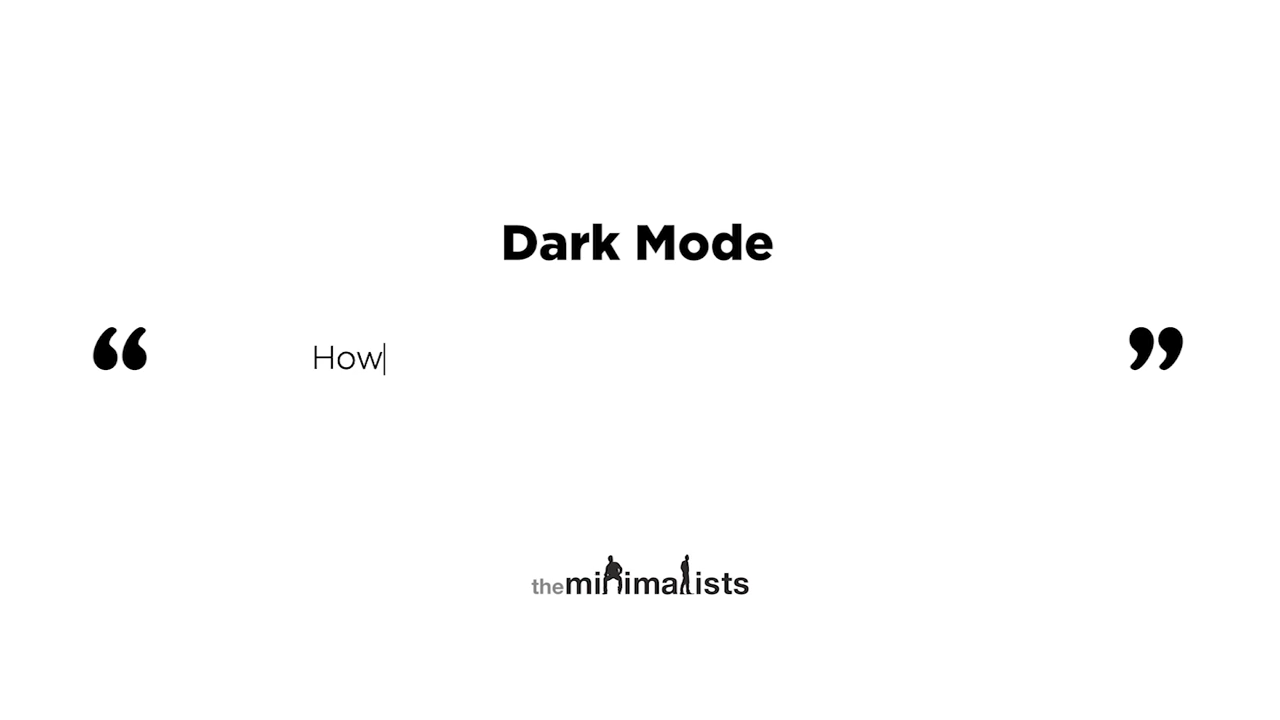 Dark Mode
“ How ”
theminimalists